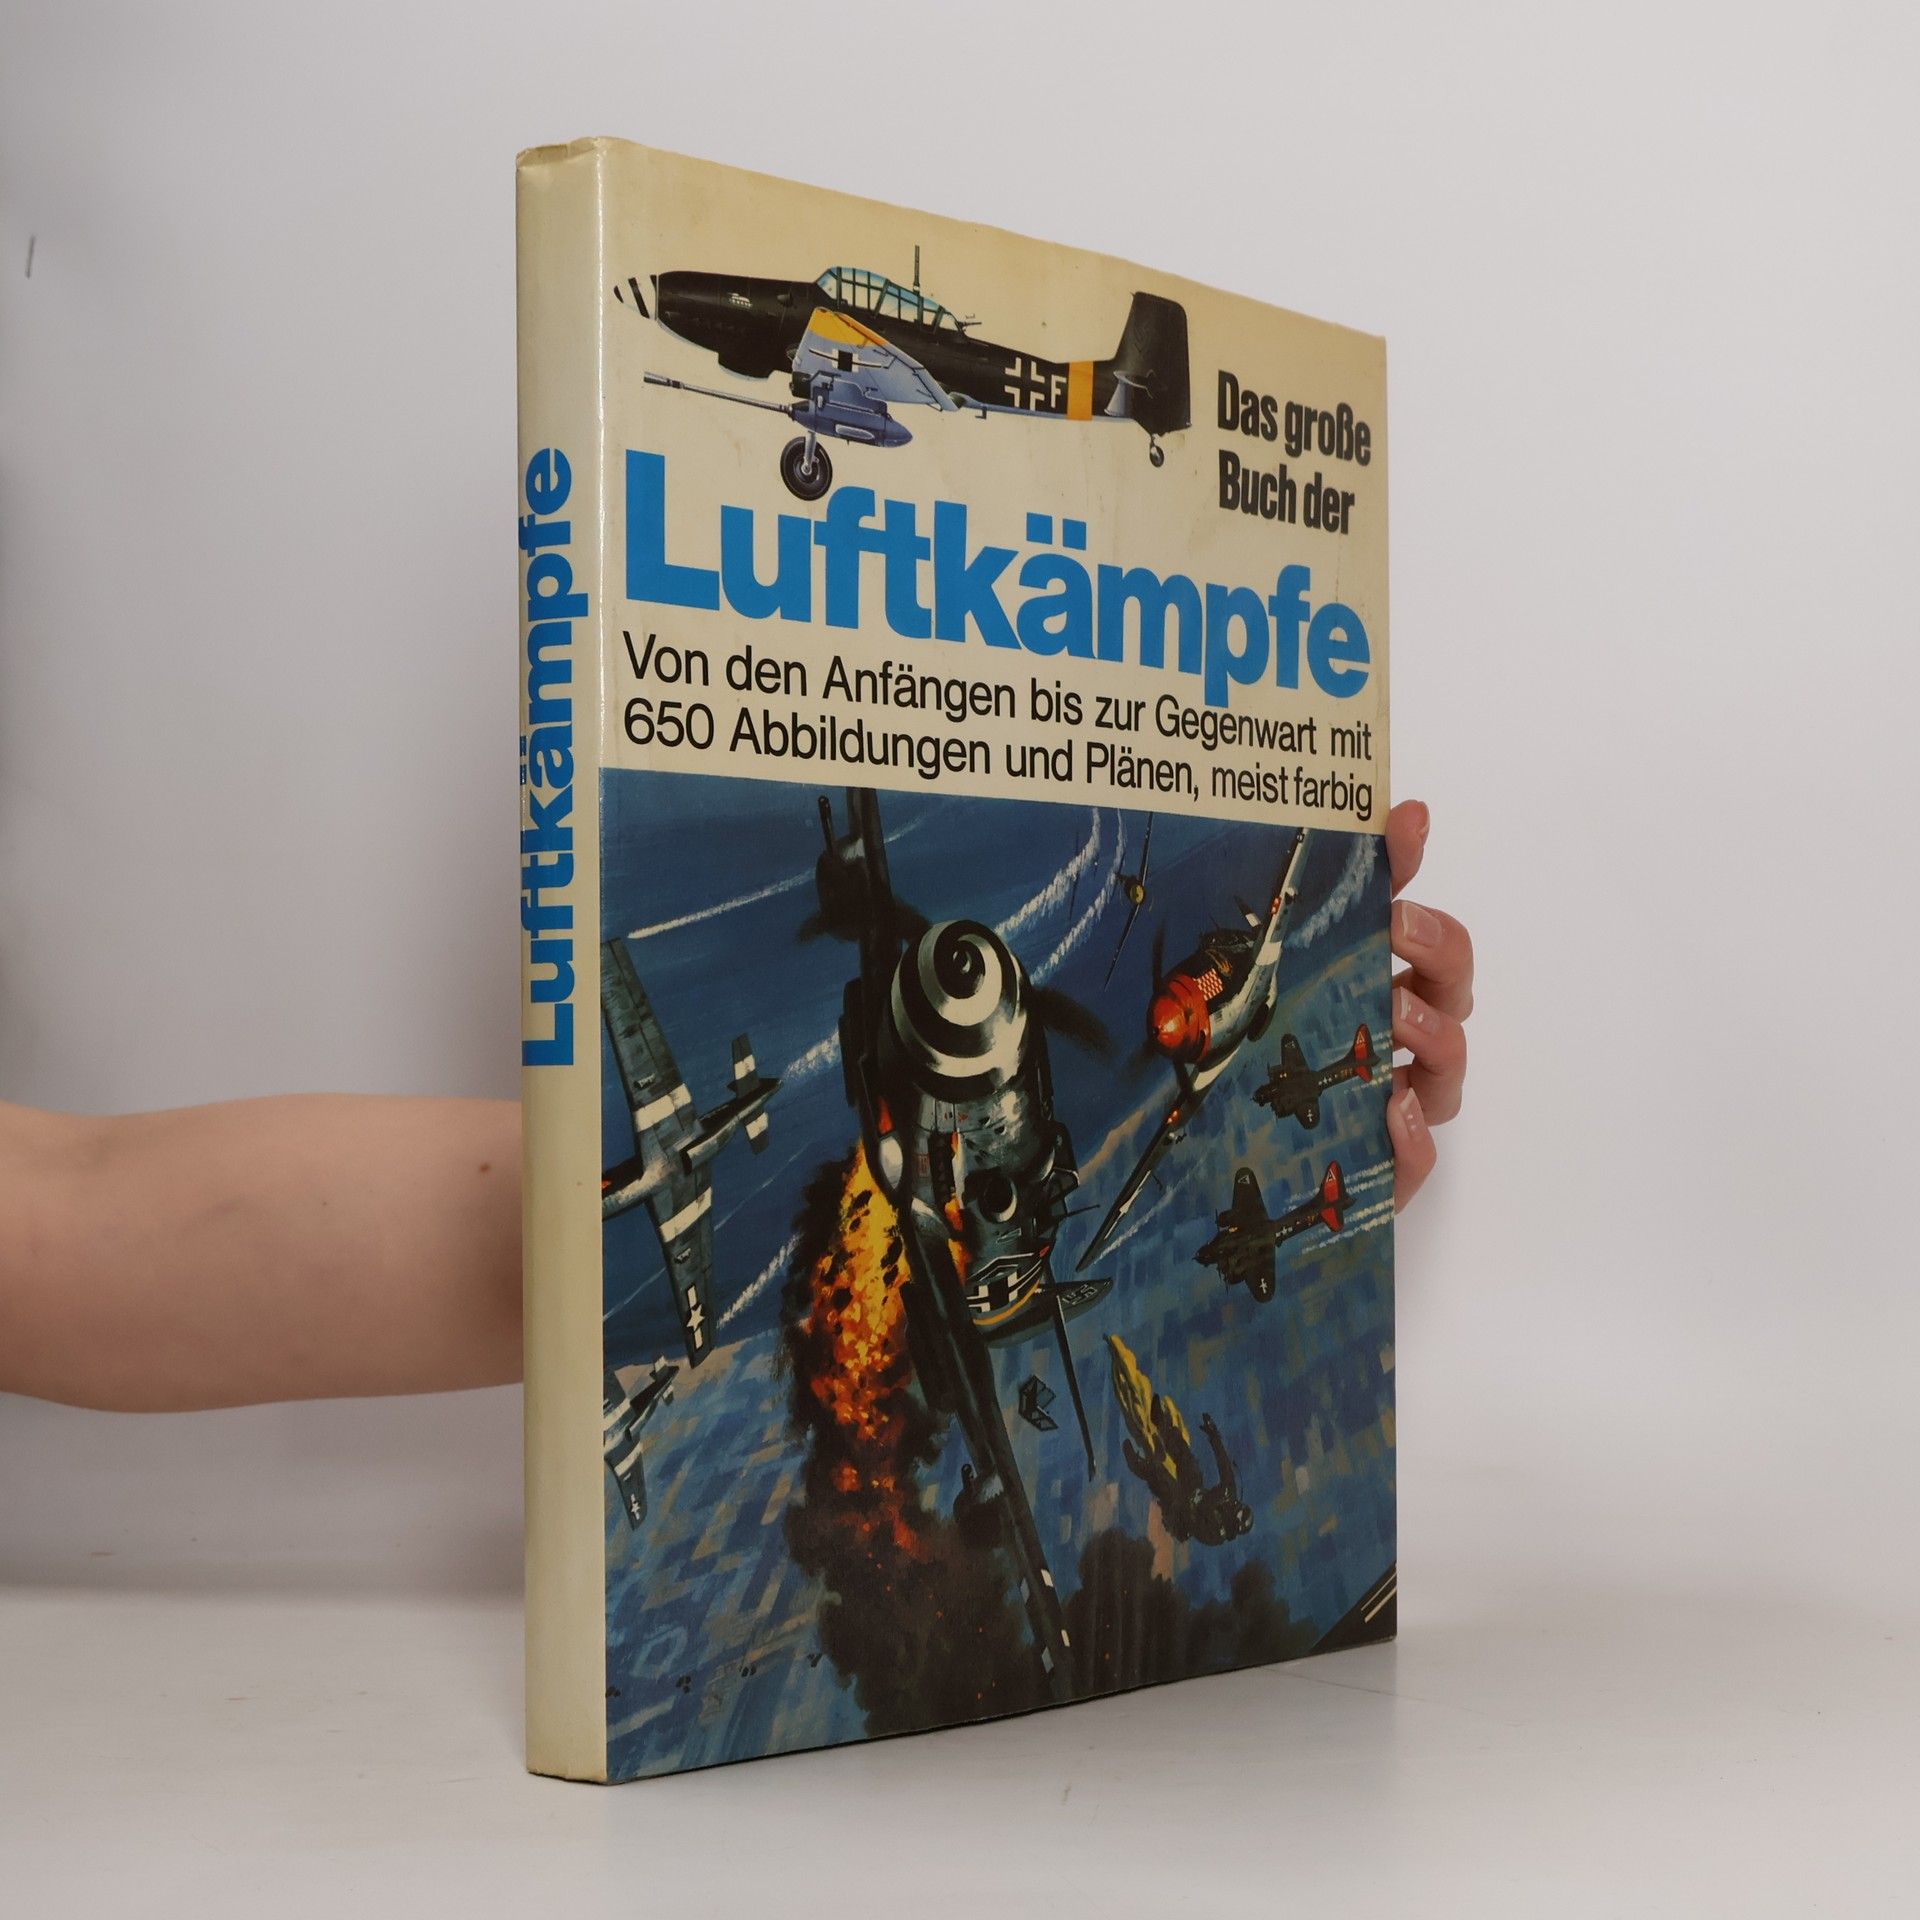 Luftkämpfe
F
Das große
Buch der
Luftkämpfe
Von den Anfängen bis zur Gegenwart mit
650 Abbildungen und Plänen, meist farbig